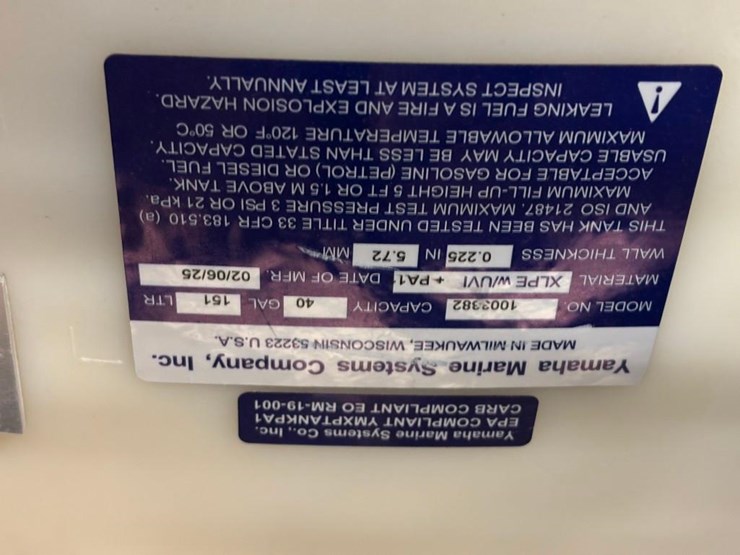 Yamaha Marine Systems Co., Inc.
EPA COMPLIANT YMXPTANKPA1
CARB COMPLIANT EO RM-19-001
Yamaha Marine Systems Company, Inc.
MADE IN MILWAUKEE, WISCONSIN 53223 U.S.A.
MODEL NO. 1003382 CAPACITY 40 GAL 151 LTR
MATERIAL XLPE W/UVI + PA11 DATE OF MFR. 02/06/25
WALL THICKNESS 0.225 IN 5.72 MM
THIS TANK HAS BEEN TESTED UNDER TITLE 33 CFR 183.510 (a)
AND ISO 21487. MAXIMUM TEST PRESSURE 3 PSI OR 21 kPa.
MAXIMUM FILL-UP HEIGHT 5 FT OR 1.5 M ABOVE TANK.
ACCEPTABLE FOR GASOLINE (PETROL) OR DIESEL FUEL.
USABLE CAPACITY MAY BE LESS THAN STATED CAPACITY.
MAXIMUM ALLOWABLE TEMPERATURE 120°F OR 50°C
LEAKING FUEL IS A FIRE AND EXPLOSION HAZARD.
INSPECT SYSTEM AT LEAST ANNUALLY.